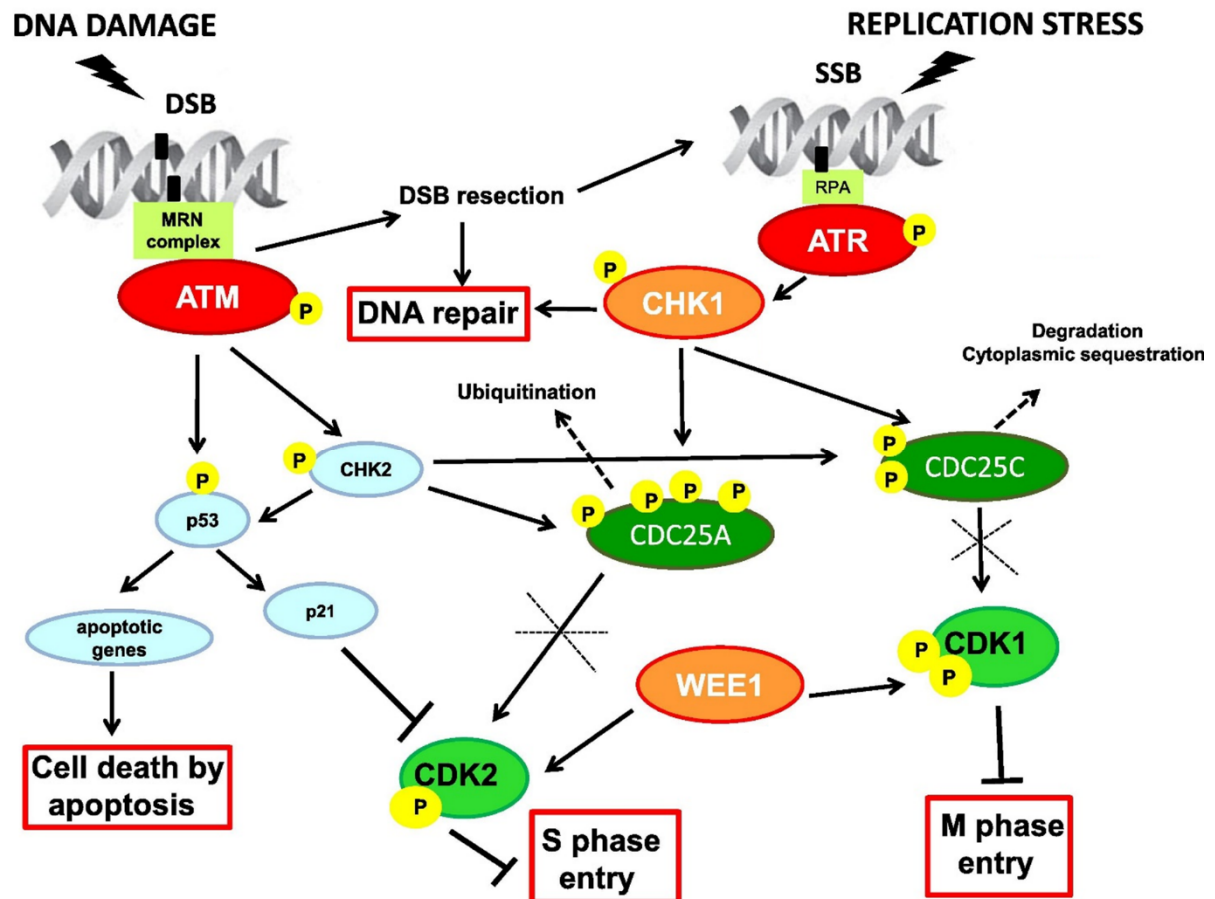 DNA DAMAGE
REPLICATION STRESS
DSB
SSB
MRN
complex
DSB resection
RPA
ATM
P
ATR
P
P
CHK1
DNA repair
Degradation
Cytoplasmic sequestration
Ubiquitination
P
CHK2
P
p53
P
P
P
P
CDC25A
P
P
CDC25C
apoptotic
genes
p21
WEE1
P
P
CDK1
Cell death by
apoptosis
CDK2
P
S phase
entry
M phase
entry
P